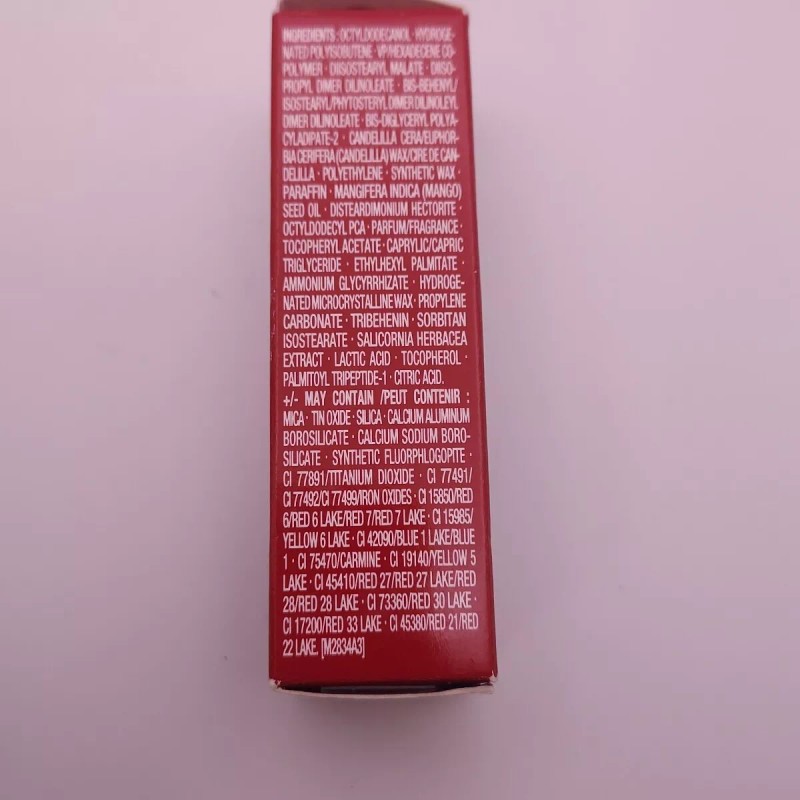 INGREDIENTS : OCTYLDODECANOL · HYDROGE-
NATED POLYISOBUTENE · VP/HEXADECENE CO-
POLYMER · DIISOSTEARYL MALATE · DIISO-
PROPYL DIMER DILINOLEATE · BIS-BEHENYL/
ISOSTEARYL/PHYTOSTERYL DIMER DILINOLEYL
DIMER DILINOLEATE · BIS-DIGLYCERYL POLYA-
CYLADIPATE-2 · CANDELILLA CERA/EUPHOR-
BIA CERIFERA (CANDELILLA) WAX/CIRE DE CAN-
DELILLA · POLYETHYLENE · SYNTHETIC WAX ·
PARAFFIN · MANGIFERA INDICA (MANGO)
SEED OIL · DISTEARDIMONIUM HECTORITE ·
OCTYLDODECYL PCA · PARFUM/FRAGRANCE ·
TOCOPHERYL ACETATE · CAPRYLIC/CAPRIC
TRIGLYCERIDE · ETHYLHEXYL PALMITATE ·
AMMONIUM GLYCYRRHIZATE · HYDROGE-
NATED MICROCRYSTALLINE WAX · PROPYLENE
CARBONATE · TRIBEHENIN · SORBITAN
ISOSTEARATE · SALICORNIA HERBACEA
EXTRACT · LACTIC ACID · TOCOPHEROL ·
PALMITOYL TRIPEPTIDE-1 · CITRIC ACID.
+/- MAY CONTAIN /PEUT CONTENIR :
MICA · TIN OXIDE · SILICA · CALCIUM ALUMINUM
BOROSILICATE · CALCIUM SODIUM BORO-
SILICATE · SYNTHETIC FLUORPHLOGOPITE ·
CI 77891/TITANIUM DIOXIDE · CI 77491/
CI 77492/CI 77499/IRON OXIDES · CI 15850/RED
6/RED 6 LAKE/RED 7/RED 7 LAKE · CI 15985/
YELLOW 6 LAKE · CI 42090/BLUE 1 LAKE/BLUE
1 · CI 75470/CARMINE · CI 19140/YELLOW 5
LAKE · CI 45410/RED 27/RED 27 LAKE/RED
28/RED 28 LAKE · CI 73360/RED 30 LAKE ·
CI 17200/RED 33 LAKE · CI 45380/RED 21/RED
22 LAKE. [M2834A3]